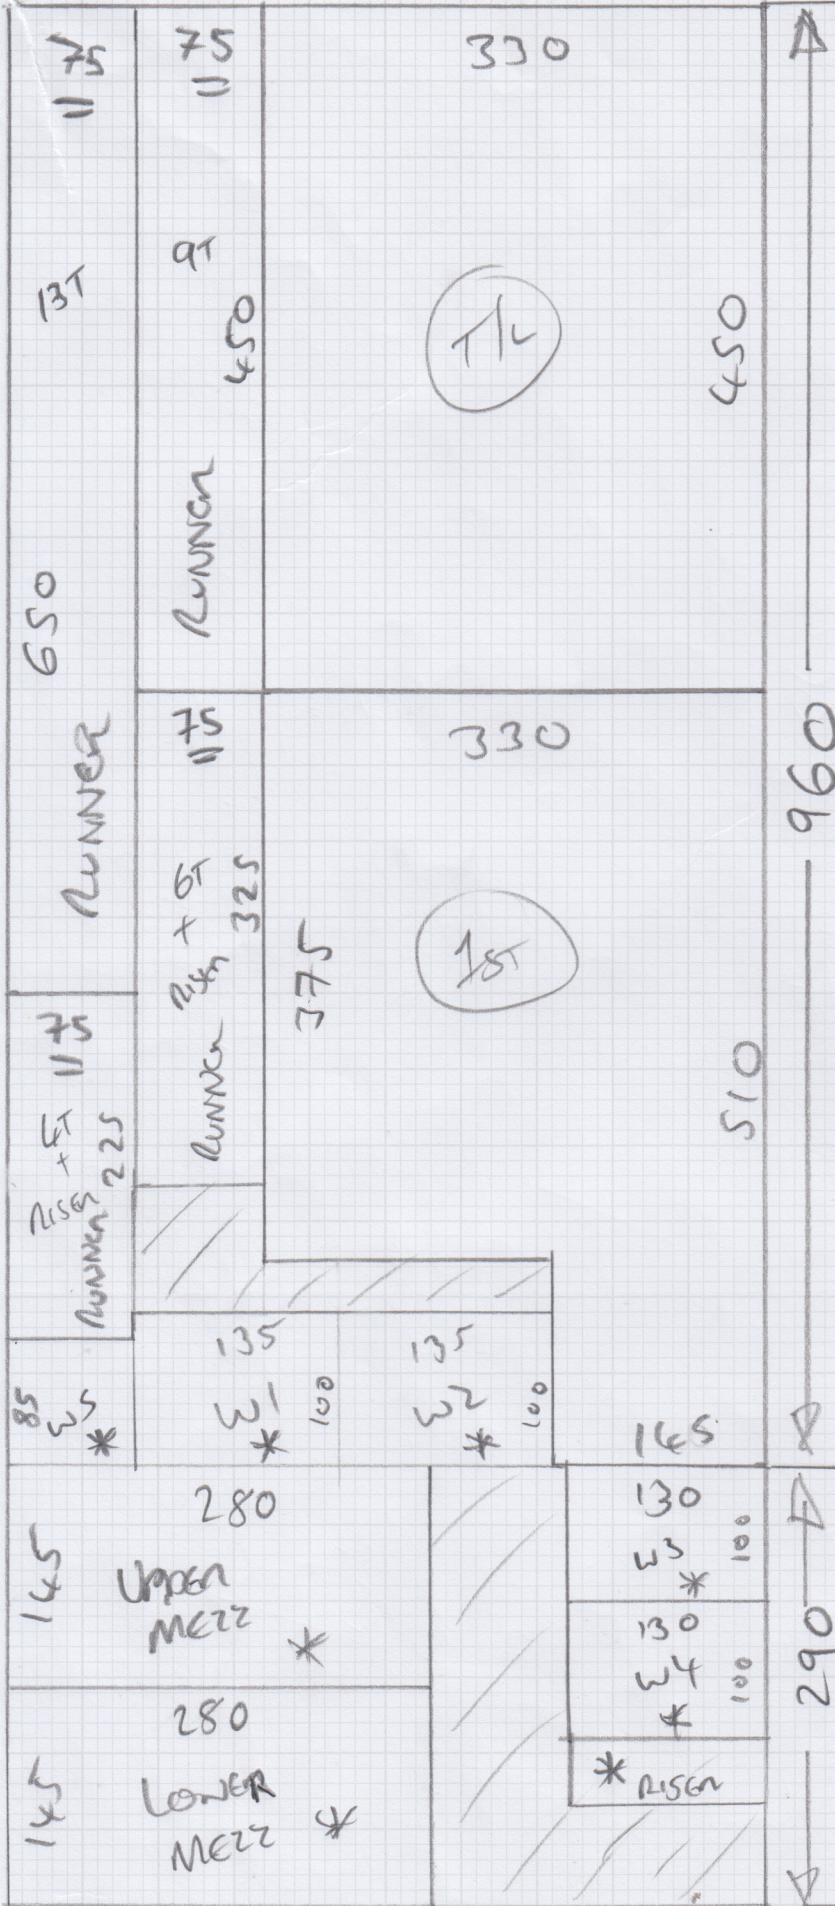 75
75
330
13T
9T
450
T/L
450
RUNNER
650
RUNNER
960
75
330
RUNNER
RISER + 6T
325
375
1ST
510
75
RISER + 4T
RUNNER 225
135
135
85
W5
*
W1
*
100
W2
*
100
145
280
145
UPPER
MEZZ
*
130
W3
*
100
130
W4
*
100
290
280
145
LOWER
MEZZ
*
* RISER